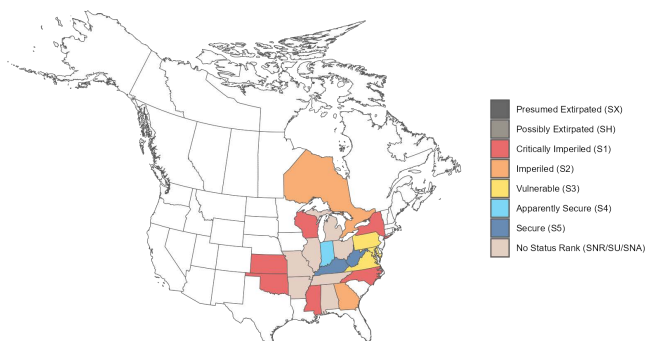 Presumed Extirpated (SX)
Possibly Extirpated (SH)
Critically Imperiled (S1)
Imperiled (S2)
Vulnerable (S3)
Apparently Secure (S4)
Secure (S5)
No Status Rank (SNR/SU/SNA)